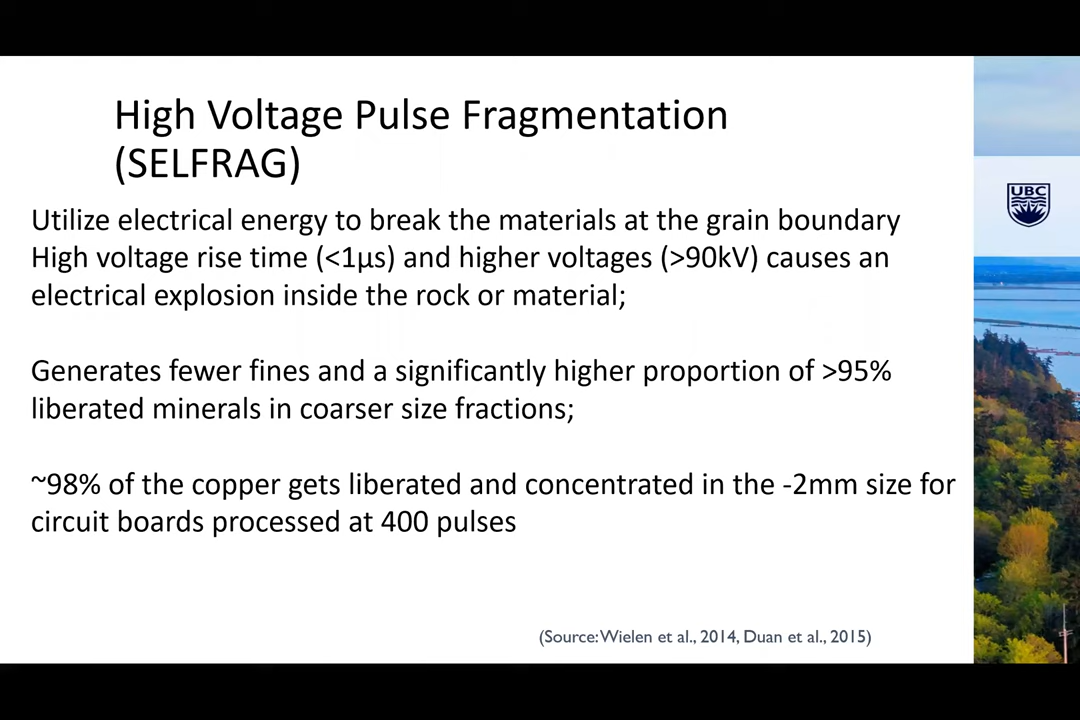 High Voltage Pulse Fragmentation
(SELFRAG)
UBC
Utilize electrical energy to break the materials at the grain boundary
High voltage rise time (<1μs) and higher voltages (>90kV) causes an
electrical explosion inside the rock or material;
Generates fewer fines and a significantly higher proportion of >95%
liberated minerals in coarser size fractions;
~98% of the copper gets liberated and concentrated in the -2mm size for
circuit boards processed at 400 pulses
(Source: Wielen et al., 2014, Duan et al., 2015)